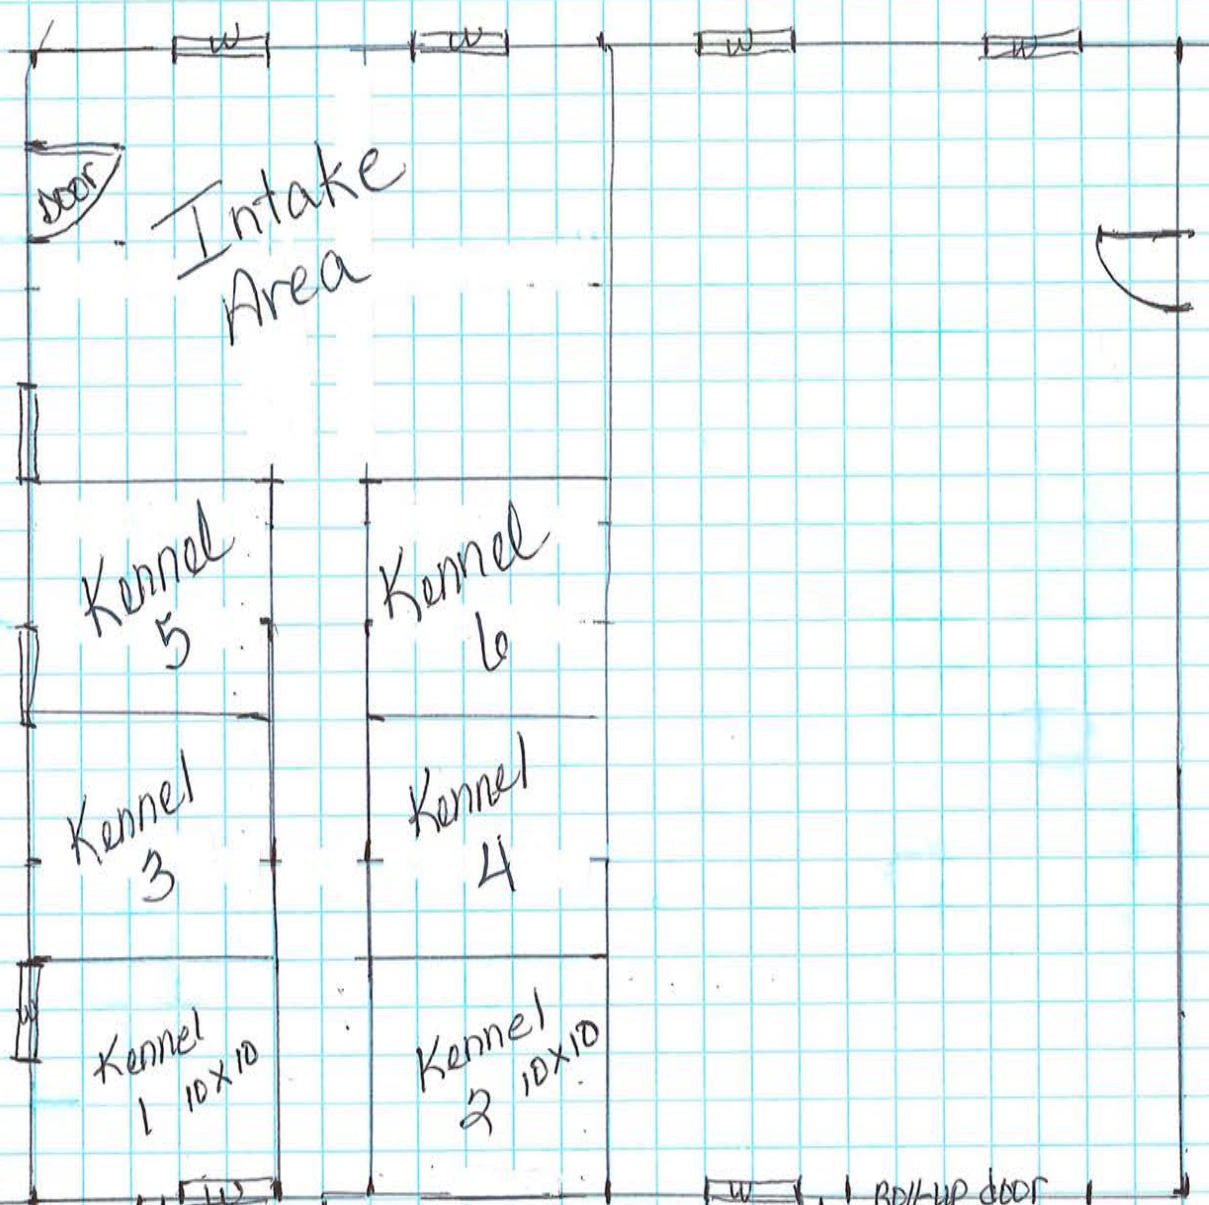 W W W W
Door
Intake
Area
Kennel
5
Kennel
6
Kennel
3
Kennel
4
W
Kennel
1 10x10
Kennel
2 10x10
W W Roll-up door